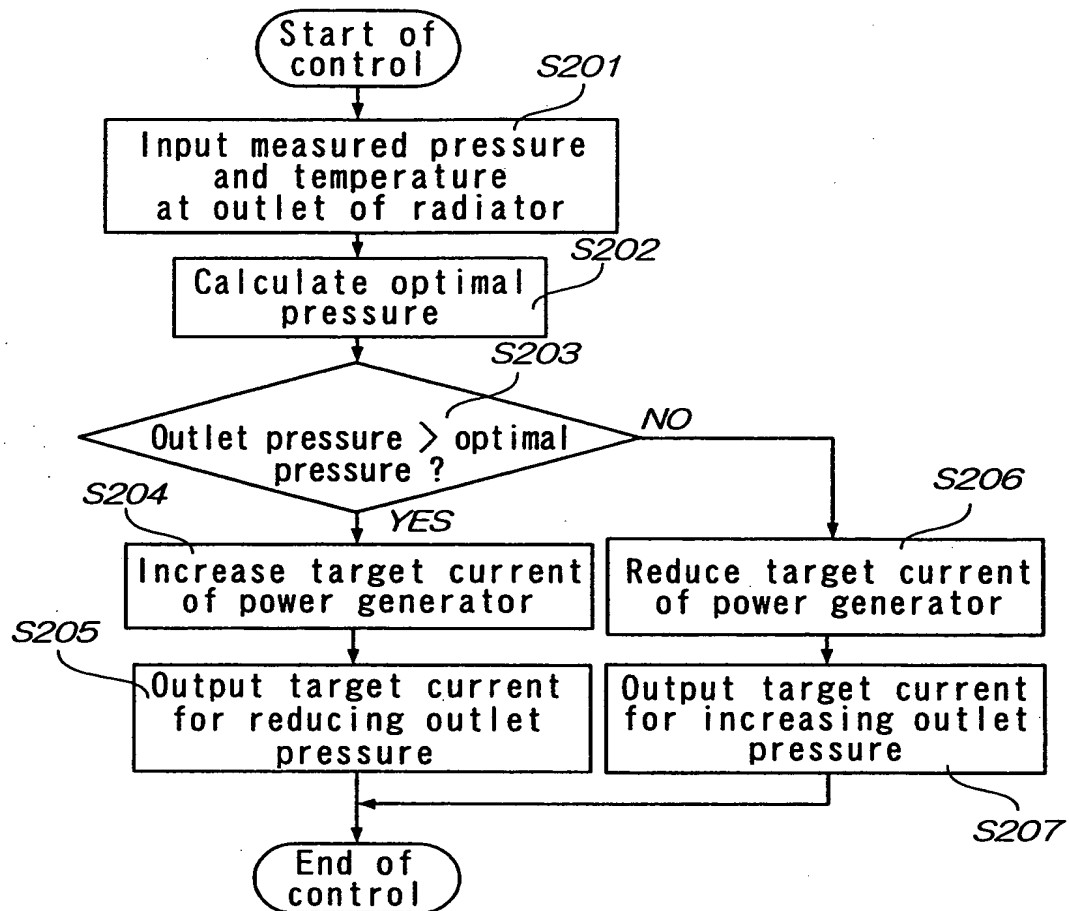 Start of
control
S201
Input measured pressure
and temperature
at outlet of radiator
S202
Calculate optimal
pressure
S203
Outlet pressure > optimal
pressure ?
NO
YES
S204
Increase target current
of power generator
S206
Reduce target current
of power generator
S205
Output target current
for reducing outlet
pressure
Output target current
for increasing outlet
pressure
S207
End of
control